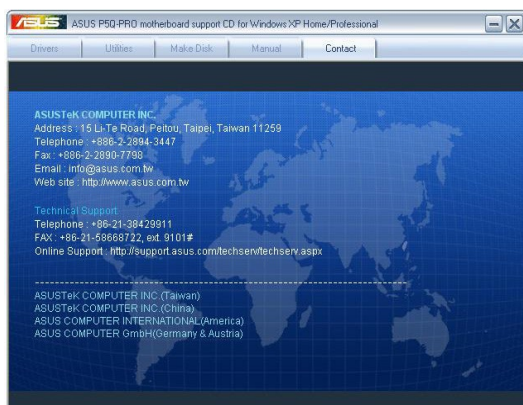 ASUS ASUS P5Q-PRO motherboard support CD for Windows XP Home/Professional
Drivers Utilities Make Disk Manual Contact
ASUSTeK COMPUTER INC.
Address : 15 Li-Te Road, Peitou, Taipei, Taiwan 11259
Telephone : +886-2-2894-3447
Fax : +886-2-2890-7798
Email : info@asus.com.tw
Web site : http://www.asus.com.tw
Technical Support
Telephone : +86-21-38429911
FAX : +86-21-58668722, ext. 9101#
Online Support : http://support.asus.com/techserv/techserv.aspx
ASUSTeK COMPUTER INC.(Taiwan)
ASUSTeK COMPUTER INC.(China)
ASUS COMPUTER INTERNATIONAL(America)
ASUS COMPUTER GmbH(Germany & Austria)